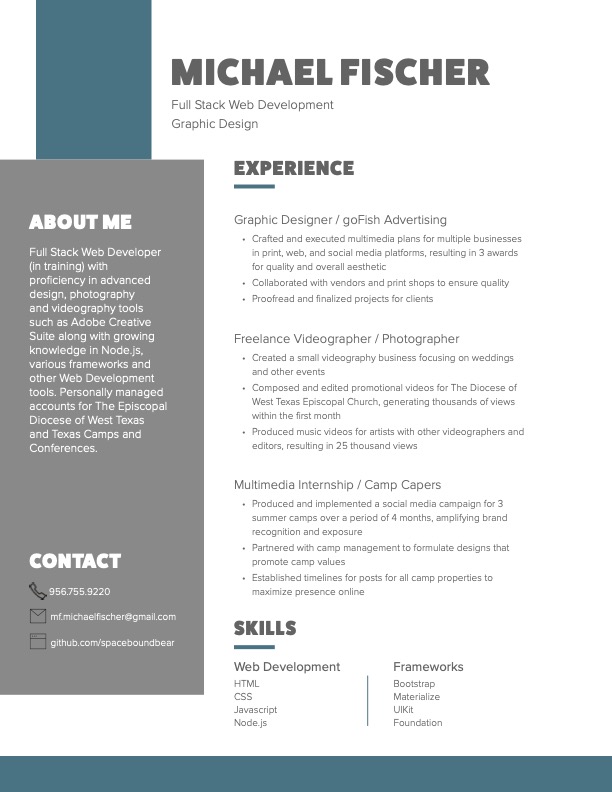 MICHAEL FISCHER
Full Stack Web Development
Graphic Design
ABOUT ME
Full Stack Web Developer
(in training) with
proficiency in advanced
design, photography
and videography tools
such as Adobe Creative
Suite along with growing
knowledge in Node.js,
various frameworks and
other Web Development
tools. Personally managed
accounts for The Episcopal
Diocese of West Texas
and Texas Camps and
Conferences.
CONTACT
956.755.9220
mf.michaelfischer@gmail.com
github.com/spaceboundbear
EXPERIENCE
Graphic Designer / goFish Advertising
• Crafted and executed multimedia plans for multiple businesses
in print, web, and social media platforms, resulting in 3 awards
for quality and overall aesthetic
• Collaborated with vendors and print shops to ensure quality
• Proofread and finalized projects for clients
Freelance Videographer / Photographer
• Created a small videography business focusing on weddings
and other events
• Composed and edited promotional videos for The Diocese of
West Texas Episcopal Church, generating thousands of views
within the first month
• Produced music videos for artists with other videographers and
editors, resulting in 25 thousand views
Multimedia Internship / Camp Capers
• Produced and implemented a social media campaign for 3
summer camps over a period of 4 months, amplifying brand
recognition and exposure
• Partnered with camp management to formulate designs that
promote camp values
• Established timelines for posts for all camp properties to
maximize presence online
SKILLS
Web Development
HTML
CSS
Javascript
Node.js
Frameworks
Bootstrap
Materialize
UIKit
Foundation